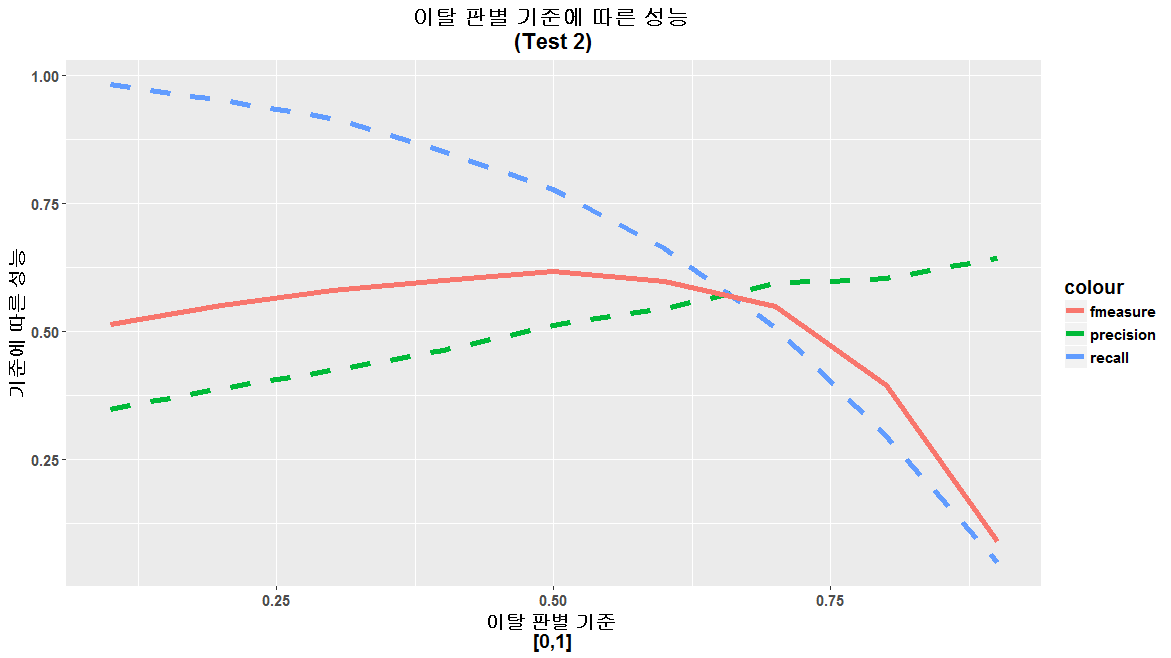 이탈 판별 기준에 따른 성능
(Test 2)
1.00
0.75
0.50
0.25
기준에 따른 성능
0.25
0.50
0.75
이탈 판별 기준
[0,1]
colour
fmeasure
precision
recall